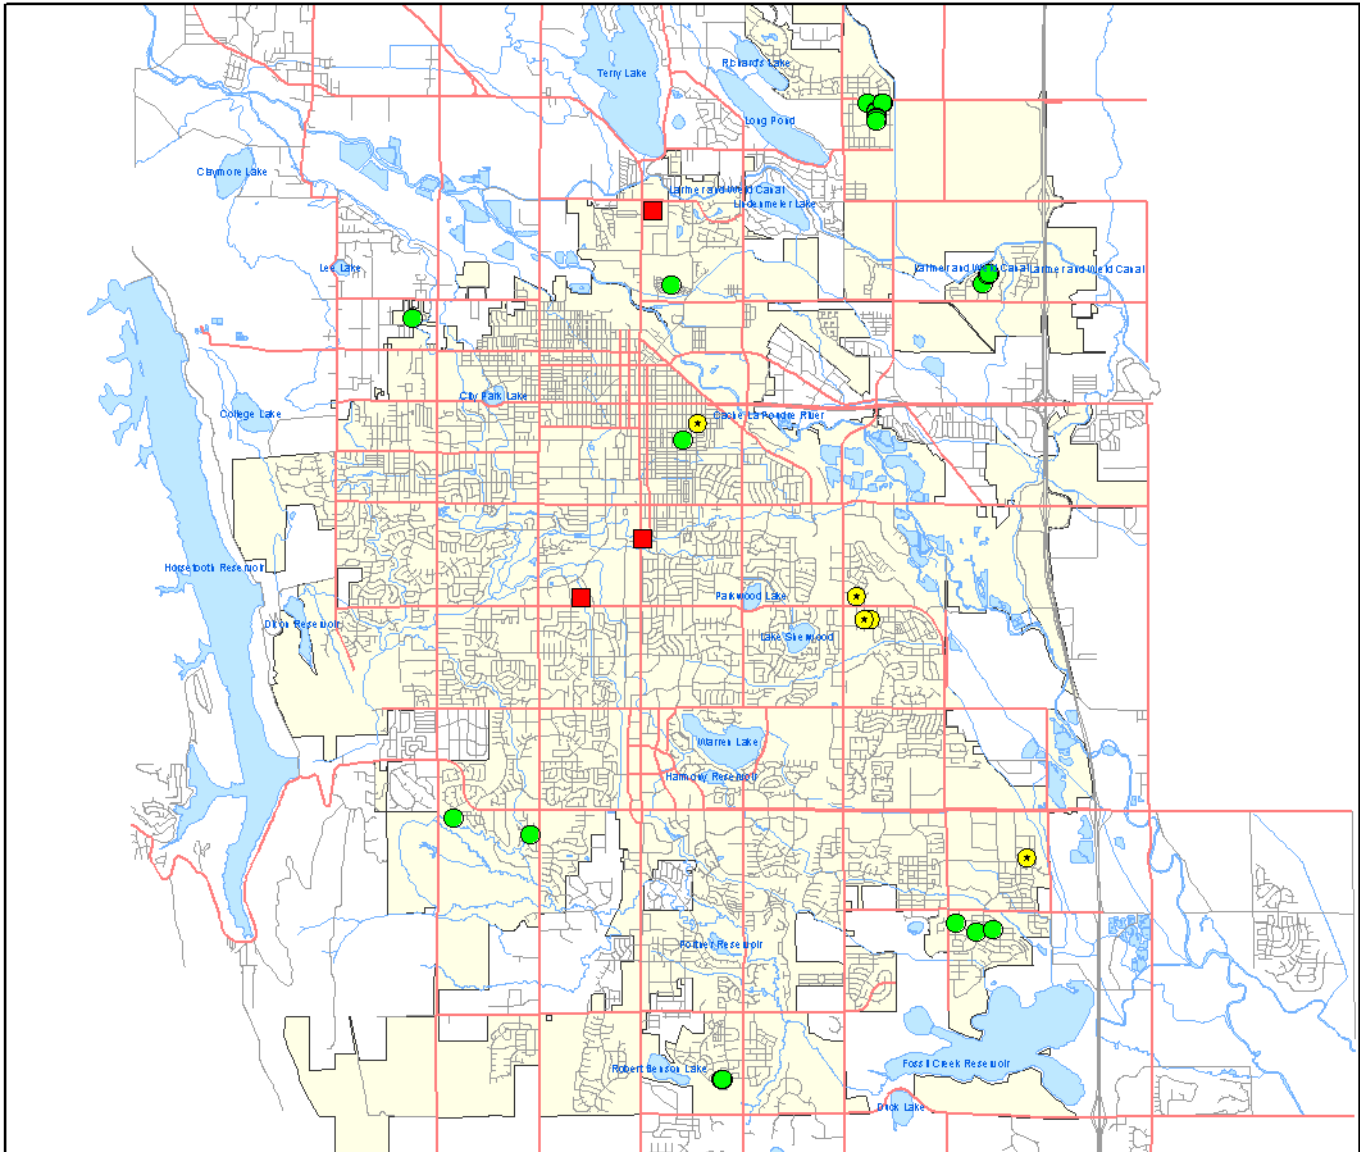 Terry Lake
Richards Lake
Long Pond
Claymore Lake
Larimer and Weld Canal
Lindenmeier Lake
Lee Lake
Larimer and Weld Canal
Larimer and Weld Canal
City Park Lake
College Lake
Cache La Poudre River
Horsetooth Reservoir
Parkwood Lake
Dixon Reservoir
Lake Sherwood
Warren Lake
Harmony Reservoir
Portner Reservoir
Robert Benson Lake
Fossil Creek Reservoir
Duck Lake